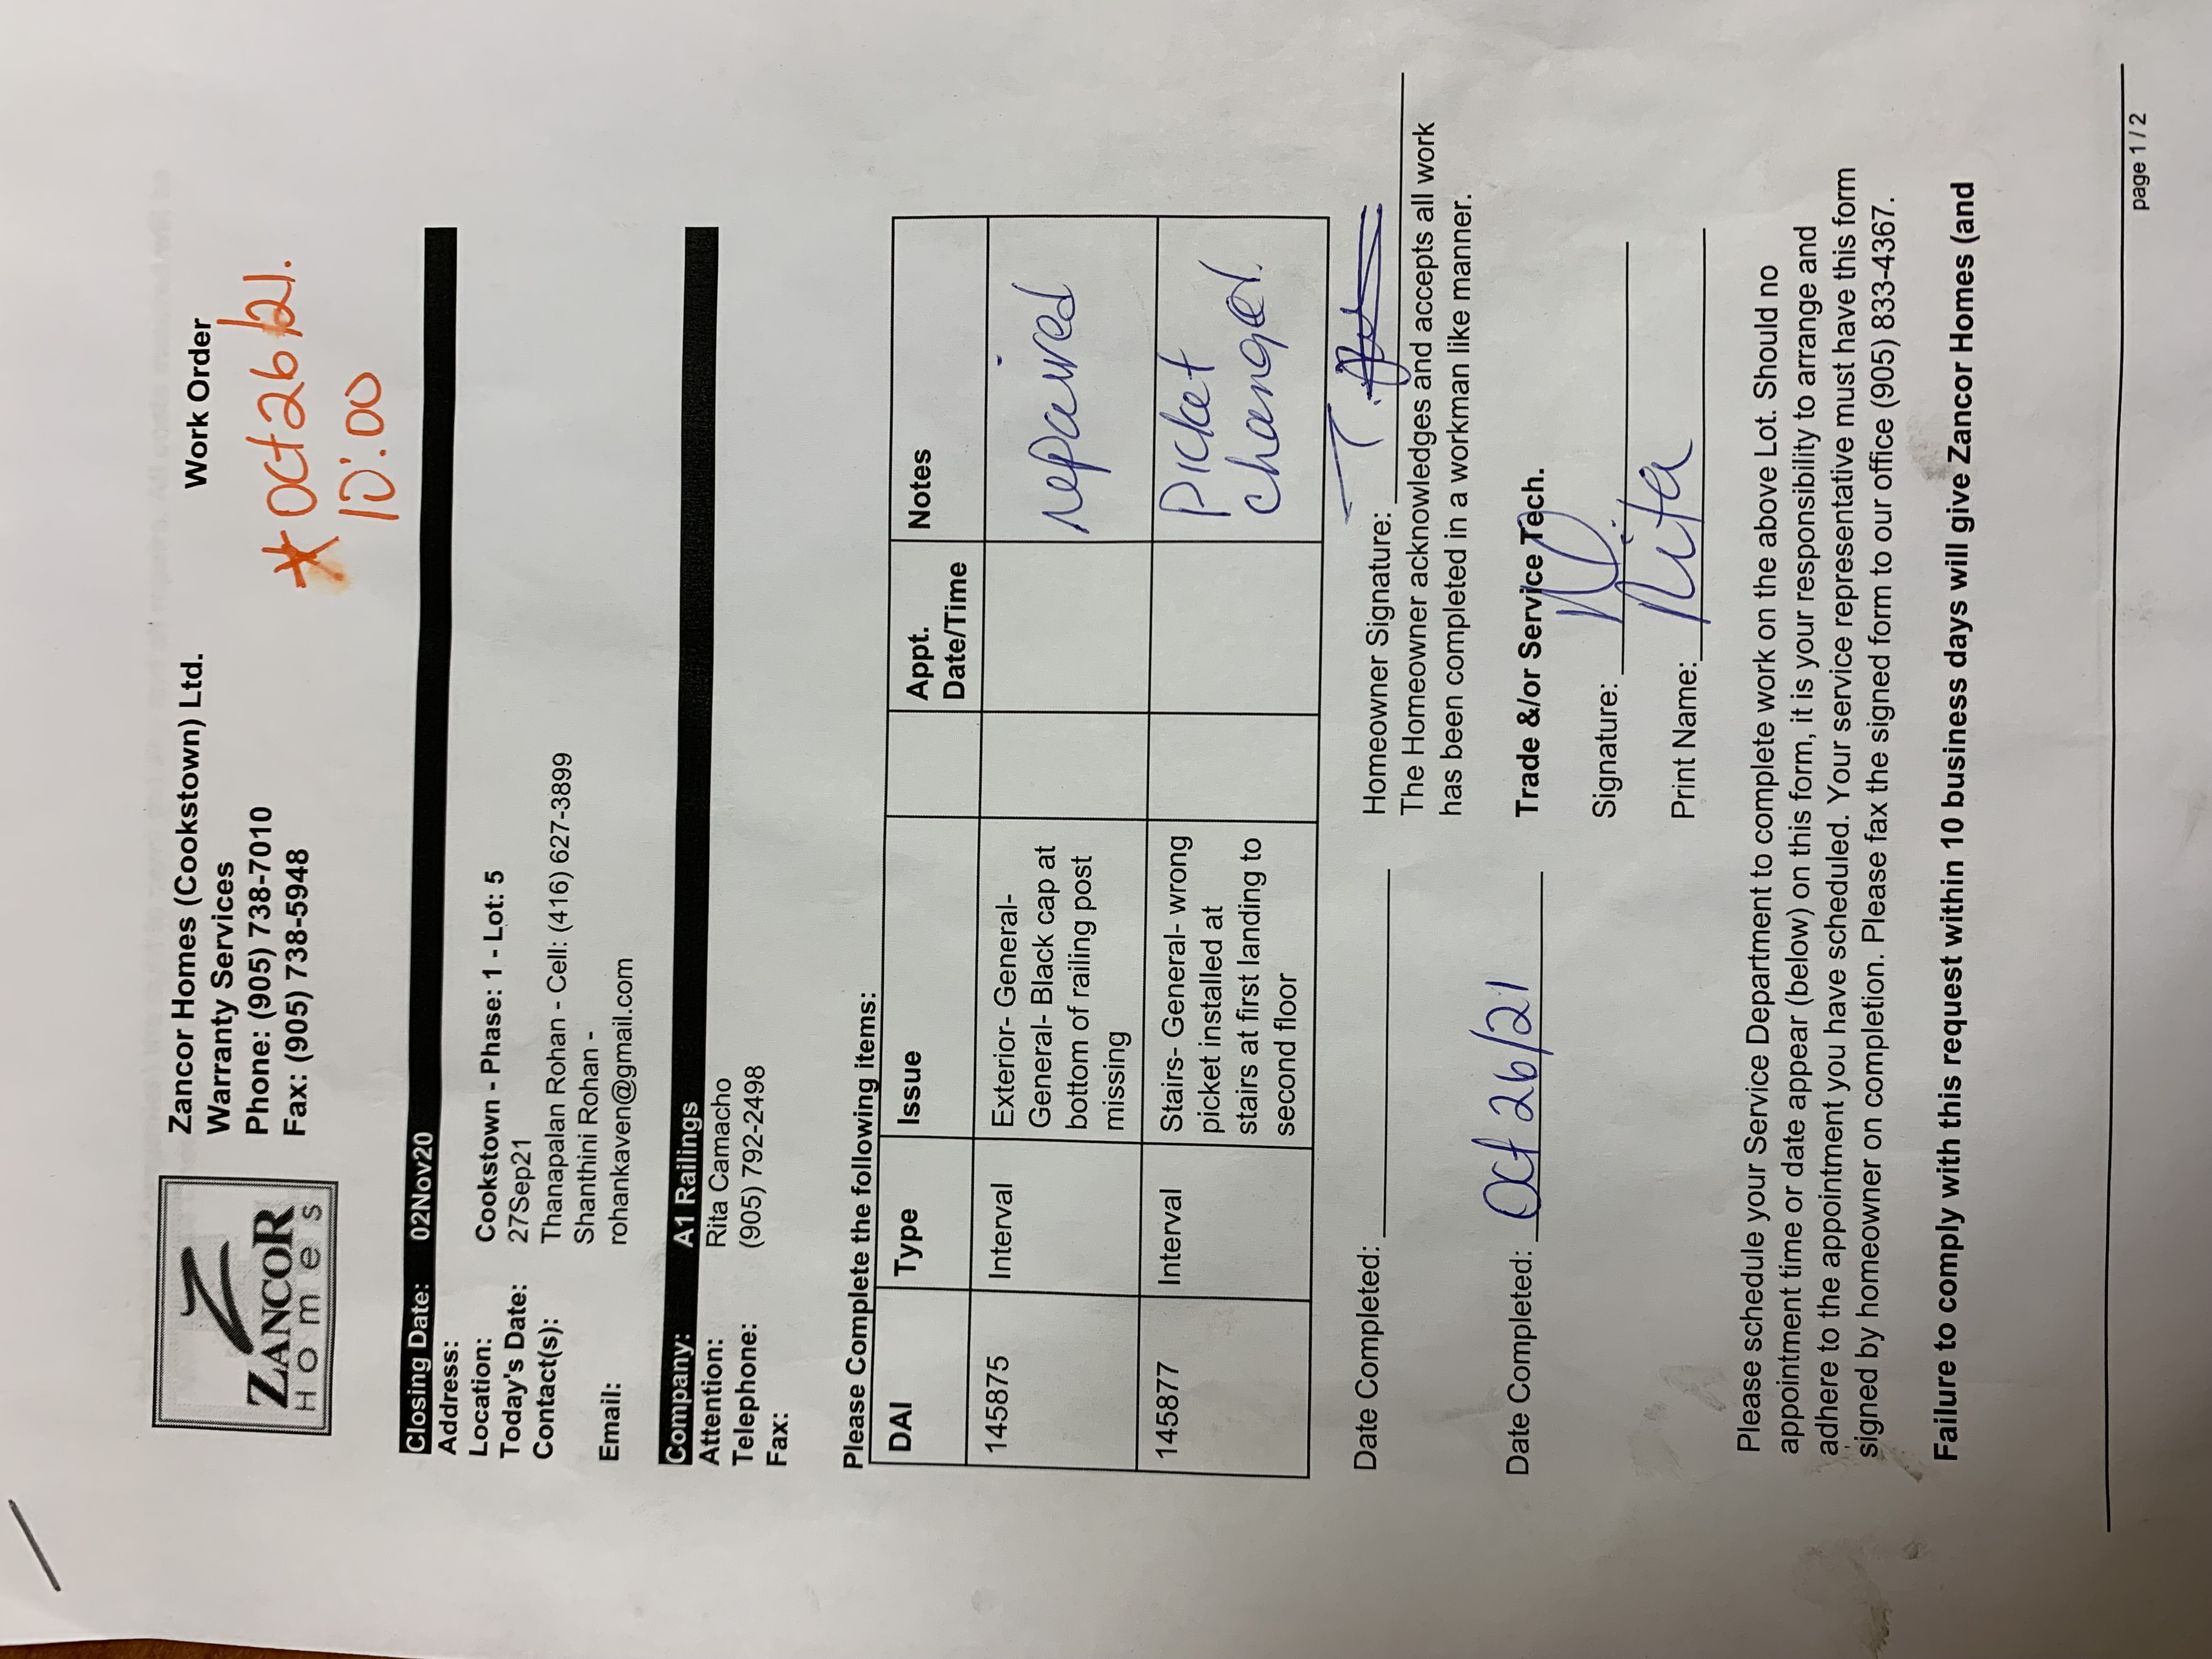 ZANCOR
Homes
Zancor Homes (Cookstown) Ltd.
Warranty Services
Phone: (905) 738-7010
Fax: (905) 738-5948
Work Order
* Oct 26/21.
10:00
Closing Date: 02Nov20
Address:
Location: Cookstown - Phase: 1 - Lot: 5
Today's Date: 27Sep21
Contact(s): Thanapalan Rohan - Cell: (416) 627-3899
Shanthini Rohan -
Email: rohankaven@gmail.com
Company: A1 Railings
Attention: Rita Camacho
Telephone: (905) 792-2498
Fax:
Please Complete the following items:
DAI Type Issue Appt. Date/Time Notes
145875 Interval Exterior- General- repaired
General- Black cap at
bottom of railing post
missing
145877 Interval Stairs- General- wrong Picket
picket installed at changed.
stairs at first landing to
second floor
Date Completed: Homeowner Signature: T.
The Homeowner acknowledges and accepts all work
has been completed in a workman like manner.
Date Completed: Oct 26/21 Trade &/or Service Tech.
Signature:
Print Name: Rita
Please schedule your Service Department to complete work on the above Lot. Should no
appointment time or date appear (below) on this form, it is your responsibility to arrange and
adhere to the appointment you have scheduled. Your service representative must have this form
signed by homeowner on completion. Please fax the signed form to our office (905) 833-4367.
Failure to comply with this request within 10 business days will give Zancor Homes (and
page 1 / 2